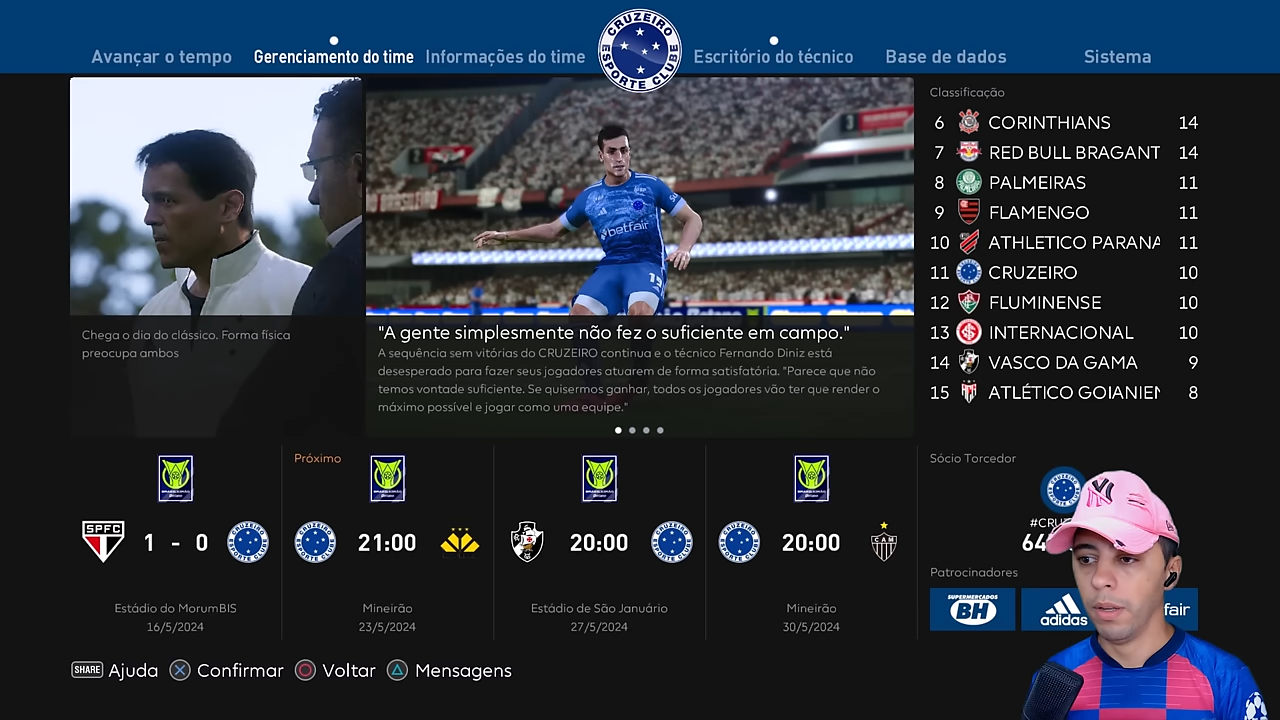 Avançar o tempo
Gerenciamento do time
Informações do time
CRUZEIRO ESPORTE CLUBE
Escritório do técnico
Base de dados
Sistema
Chega o dia do clássico. Forma física
preocupa ambos
betfair
"A gente simplesmente não fez o suficiente em campo."
A sequência sem vitórias do CRUZEIRO continua e o técnico Fernando Diniz está
desesperado para fazer seus jogadores atuarem de forma satisfatória. "Parece que não
temos vontade suficiente. Se quisermos ganhar, todos os jogadores vão ter que render o
máximo possível e jogar como uma equipe."
Classificação
6 CORINTHIANS 14
7 RED BULL BRAGANT 14
8 PALMEIRAS 11
9 FLAMENGO 11
10 ATHLETICO PARANA 11
11 CRUZEIRO 10
12 FLUMINENSE 10
13 INTERNACIONAL 10
14 VASCO DA GAMA 9
15 ATLÉTICO GOIANIEN 8
SPFC
1 - 0
Estádio do MorumBIS
16/5/2024
Próximo
21:00
Mineirão
23/5/2024
20:00
Estádio de São Januário
27/5/2024
20:00
CAM
Mineirão
30/5/2024
Sócio Torcedor
#CRU
64
Patrocinadores
SUPERMERCADOS
BH
adidas
fair
SHARE Ajuda
Confirmar
Voltar
Mensagens